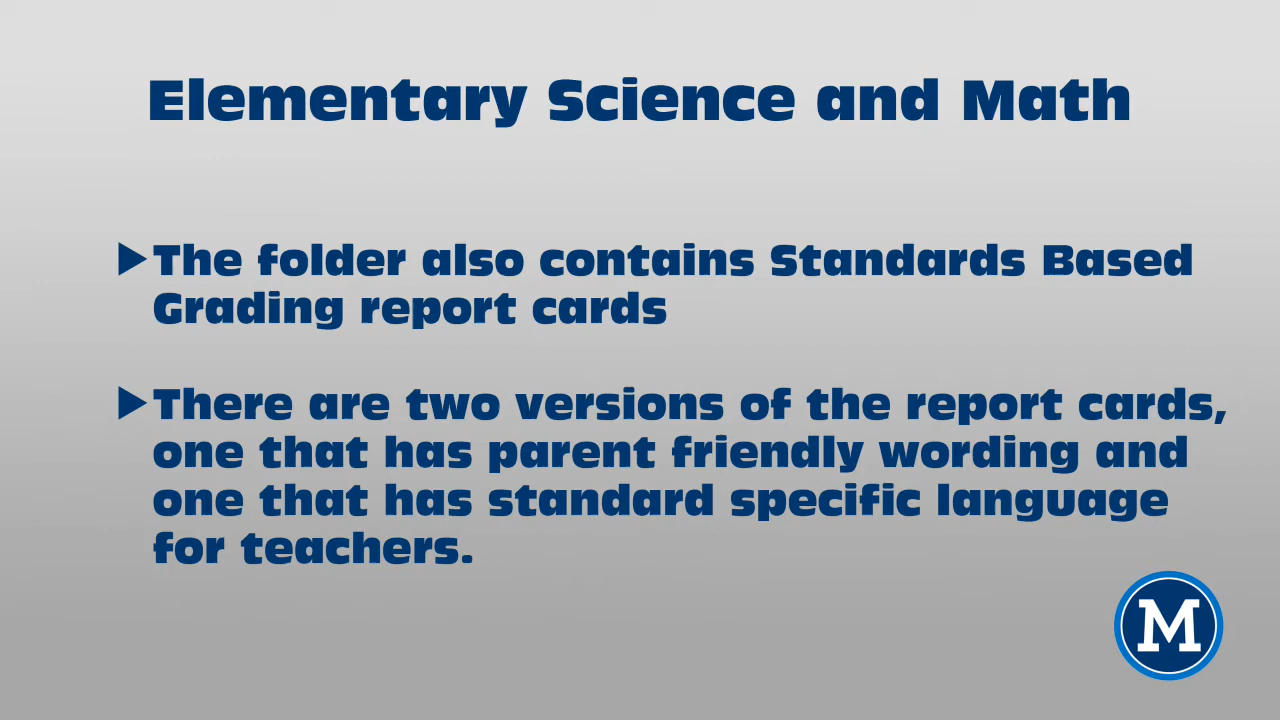 Elementary Science and Math
The folder also contains Standards Based
Grading report cards
There are two versions of the report cards,
one that has parent friendly wording and
one that has standard specific language
for teachers.
M